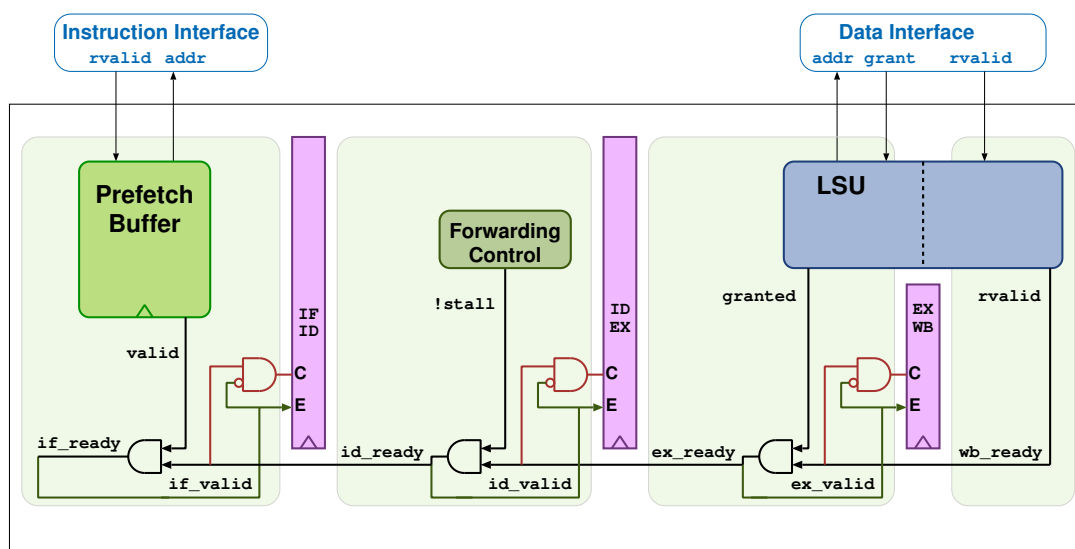 Instruction Interface
rvalid addr
Data Interface
addr grant rvalid
Prefetch
Buffer
LSU
Forwarding
Control
!stall
granted
rvalid
IF
ID
ID
EX
EX
WB
valid
C
C
C
E
E
E
if_ready
id_ready
ex_ready
wb_ready
if_valid
id_valid
ex_valid